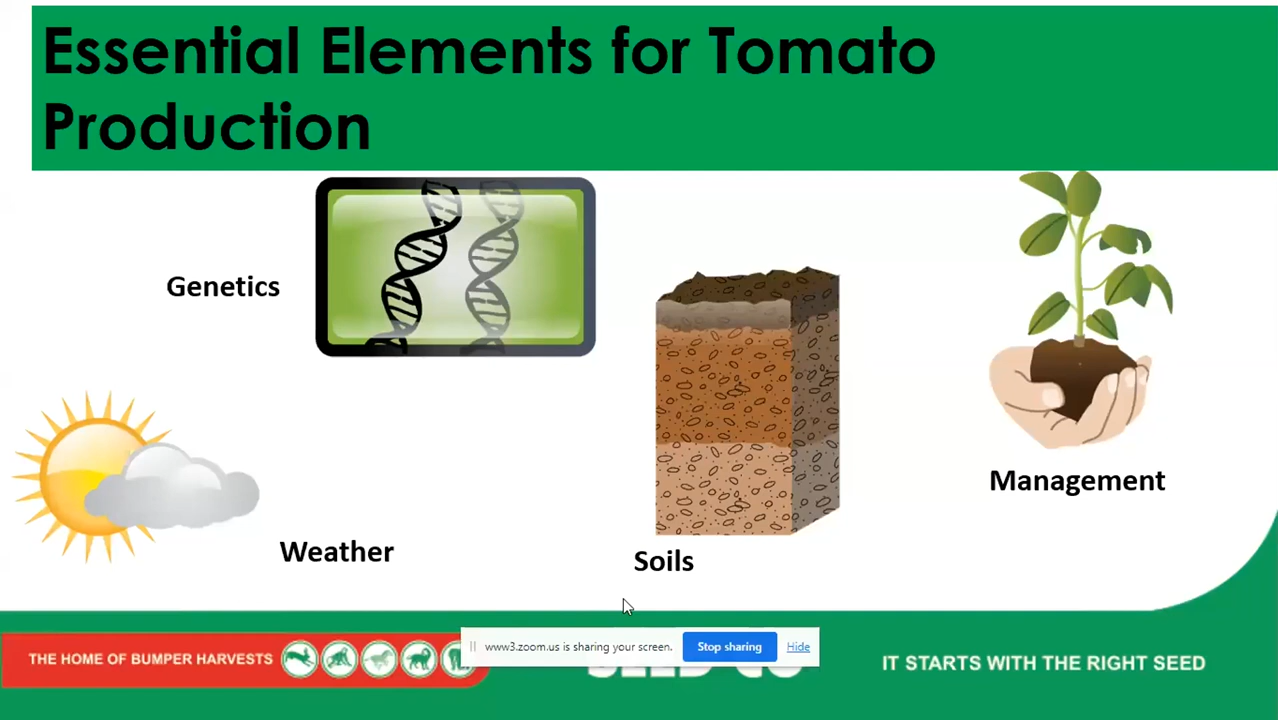 Essential Elements for Tomato
Production
Genetics
Management
Weather
Soils
www3.zoom.us is sharing your screen. Stop sharing Hide
THE HOME OF BUMPER HARVESTS
IT STARTS WITH THE RIGHT SEED